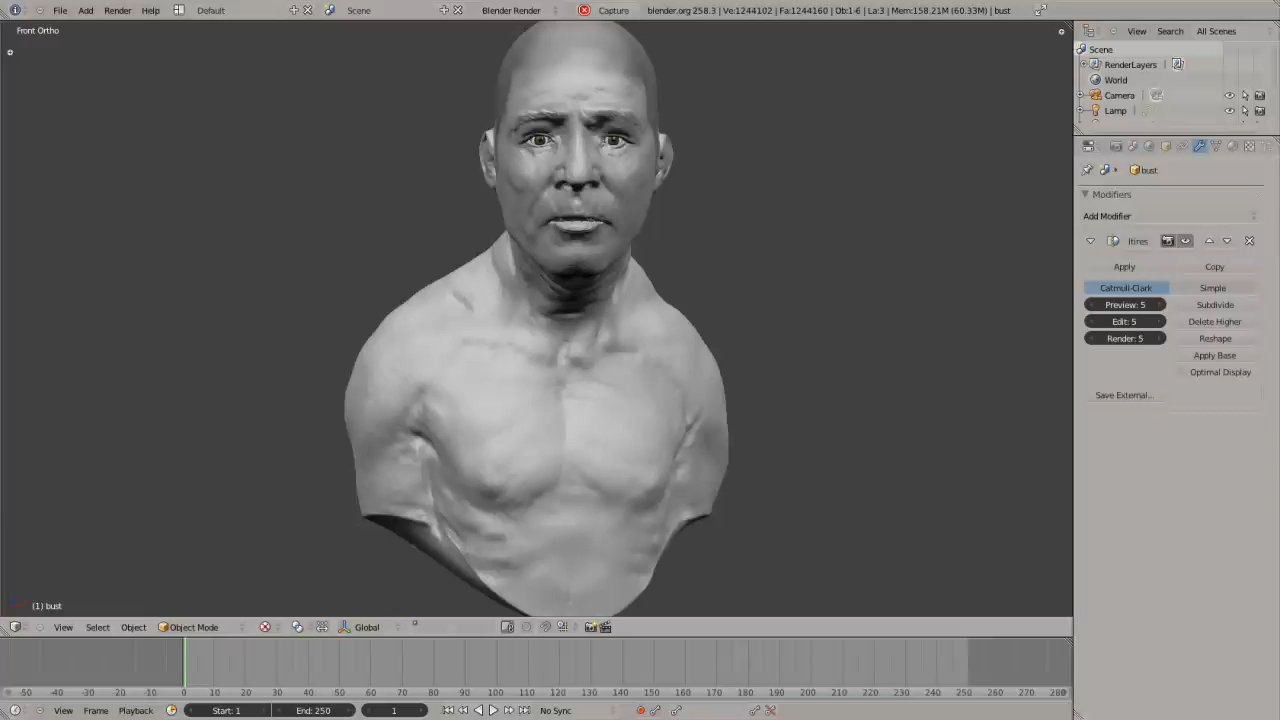 File Add Render Help Default Scene Blender Render Capture blender.org 258.3 | Ve:1244102 | Fa:1244160 | Ob:1-6 | La:3 | Mem:158.21M (60.33M) | bust
Front Ortho
View Search All Scenes
Scene
RenderLayers
World
Camera
Lamp
bust
Modifiers
Add Modifier
ltires
Apply Copy
Catmull-Clark Simple
Preview: 5 Subdivide
Edit: 5 Delete Higher
Render: 5 Reshape
Apply Base
Optimal Display
Save External...
(1) bust
View Select Object Object Mode Global
-50 -40 -30 -20 -10 0 10 20 30 40 50 60 70 80 90 100 110 120 130 140 150 160 170 180 190 200 210 220 230 240 250 260 270 280
View Frame Playback Start: 1 End: 250 1 No Sync